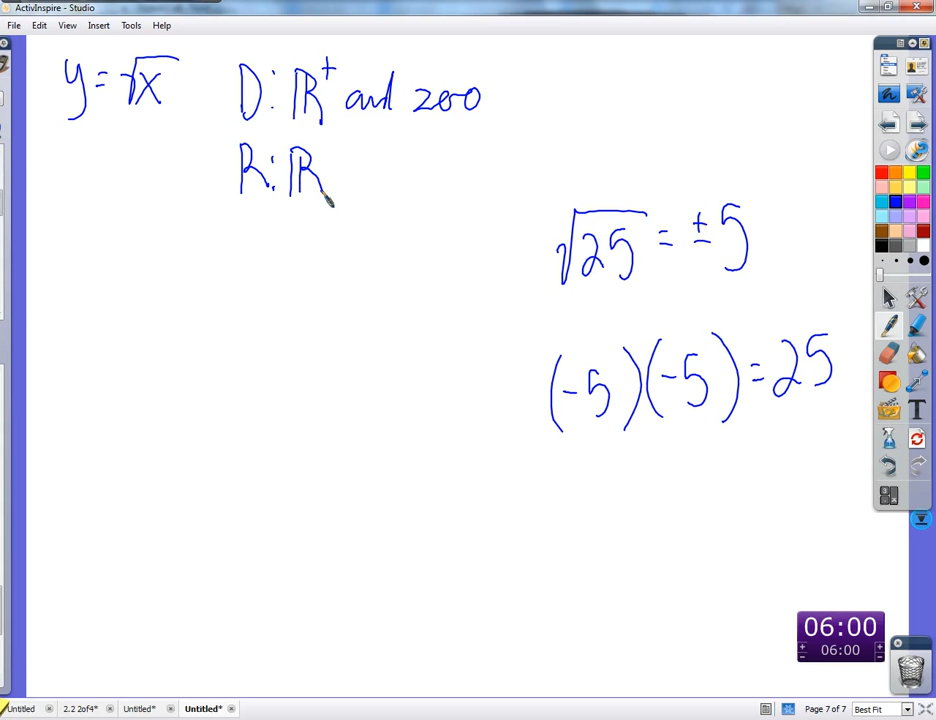 ActivInspire - Studio
File Edit View Insert Tools Help
y = √x D: ℝ⁺ and zero
R: ℝ
√25 = ± 5
(-5)(-5) = 25
06:00
06:00
Untitled 2.2 2of4* Untitled* Untitled* Page 7 of 7 Best Fit